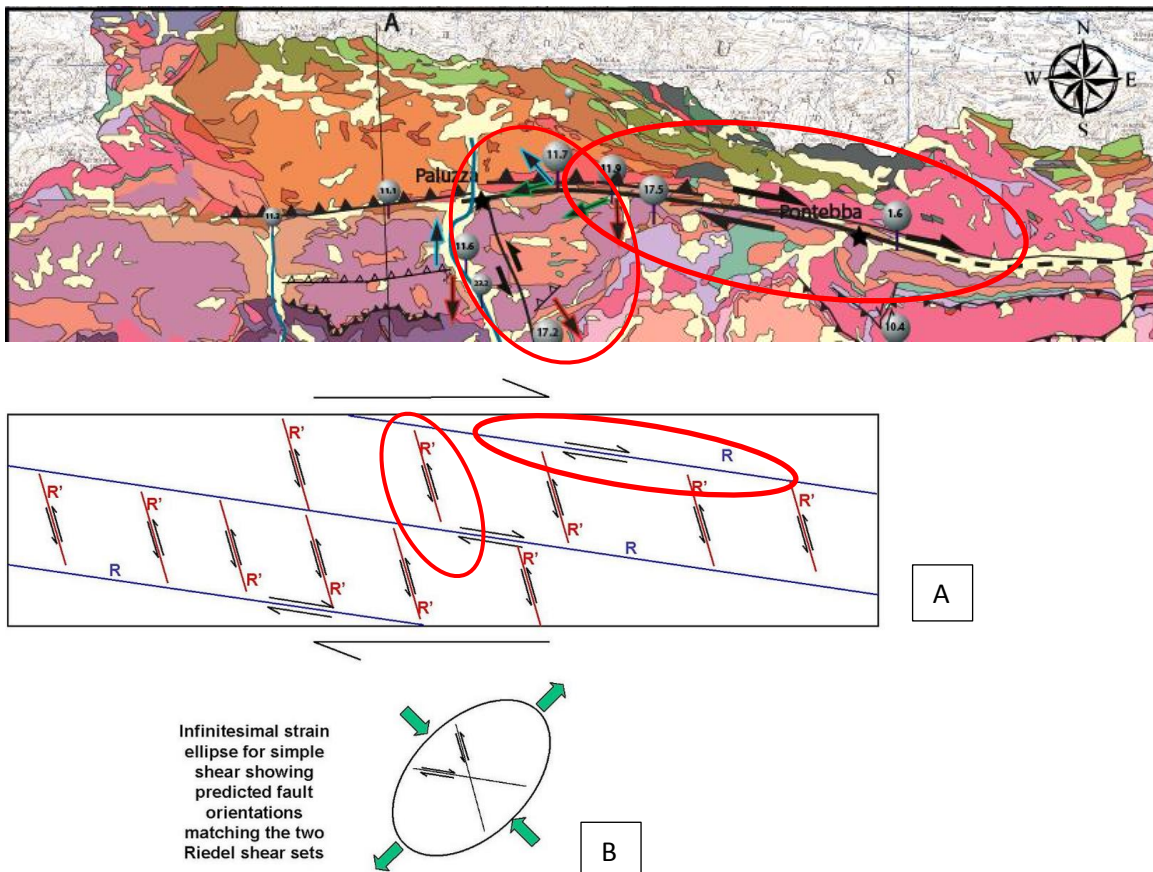 A
N
W
E
S
U
S
Paluzza
11.7
11.9
17.5
11.1
11.2
Pontebba
1.6
11.6
17.2
10.4
R'
R'
R
R'
R'
R'
R'
R'
R'
R'
R'
R'
R'
R
R
A
Infinitesimal strain
ellipse for simple
shear showing
predicted fault
orientations
matching the two
Riedel shear sets
B